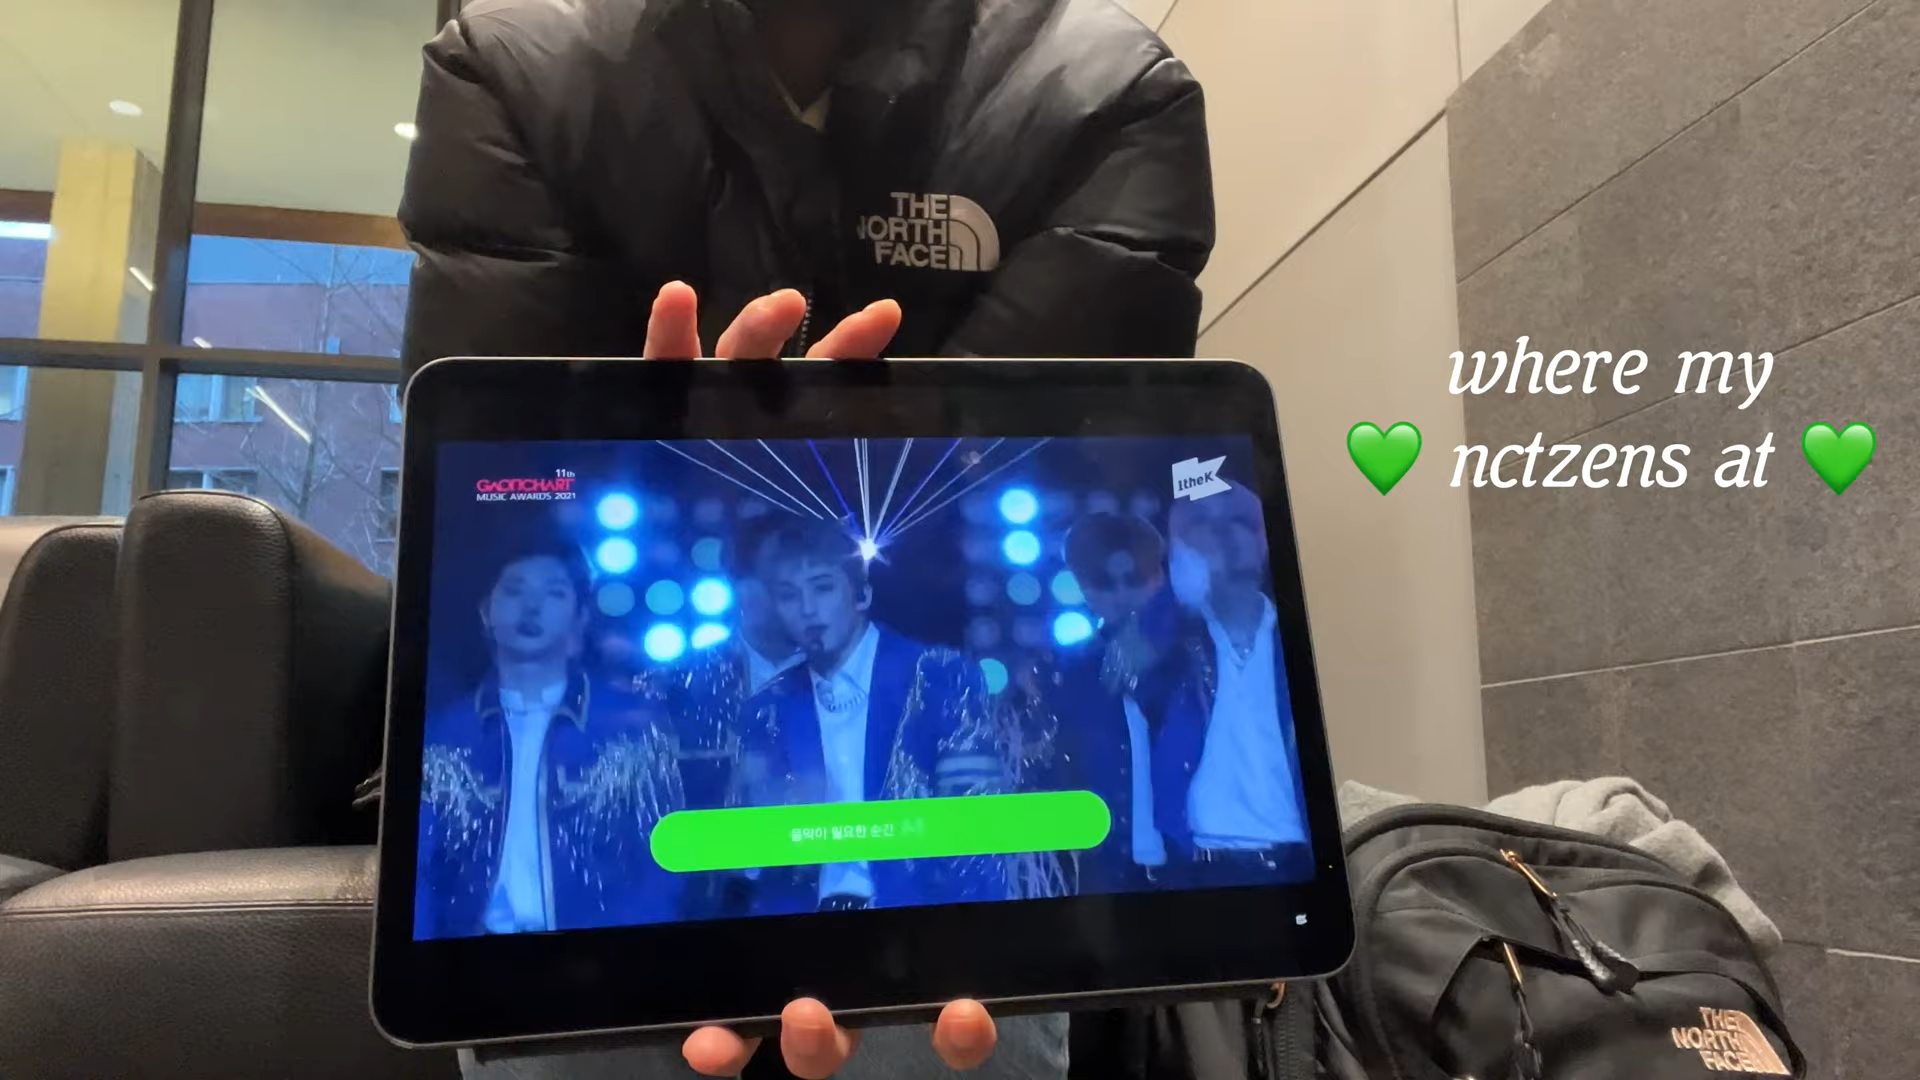 THE
NORTH
FACE
where my
💚 nctzens at 💚
11th
GAONCHART
MUSIC AWARDS 2021
1theK
음악이 필요한 순간
THE
NORTH
FACE